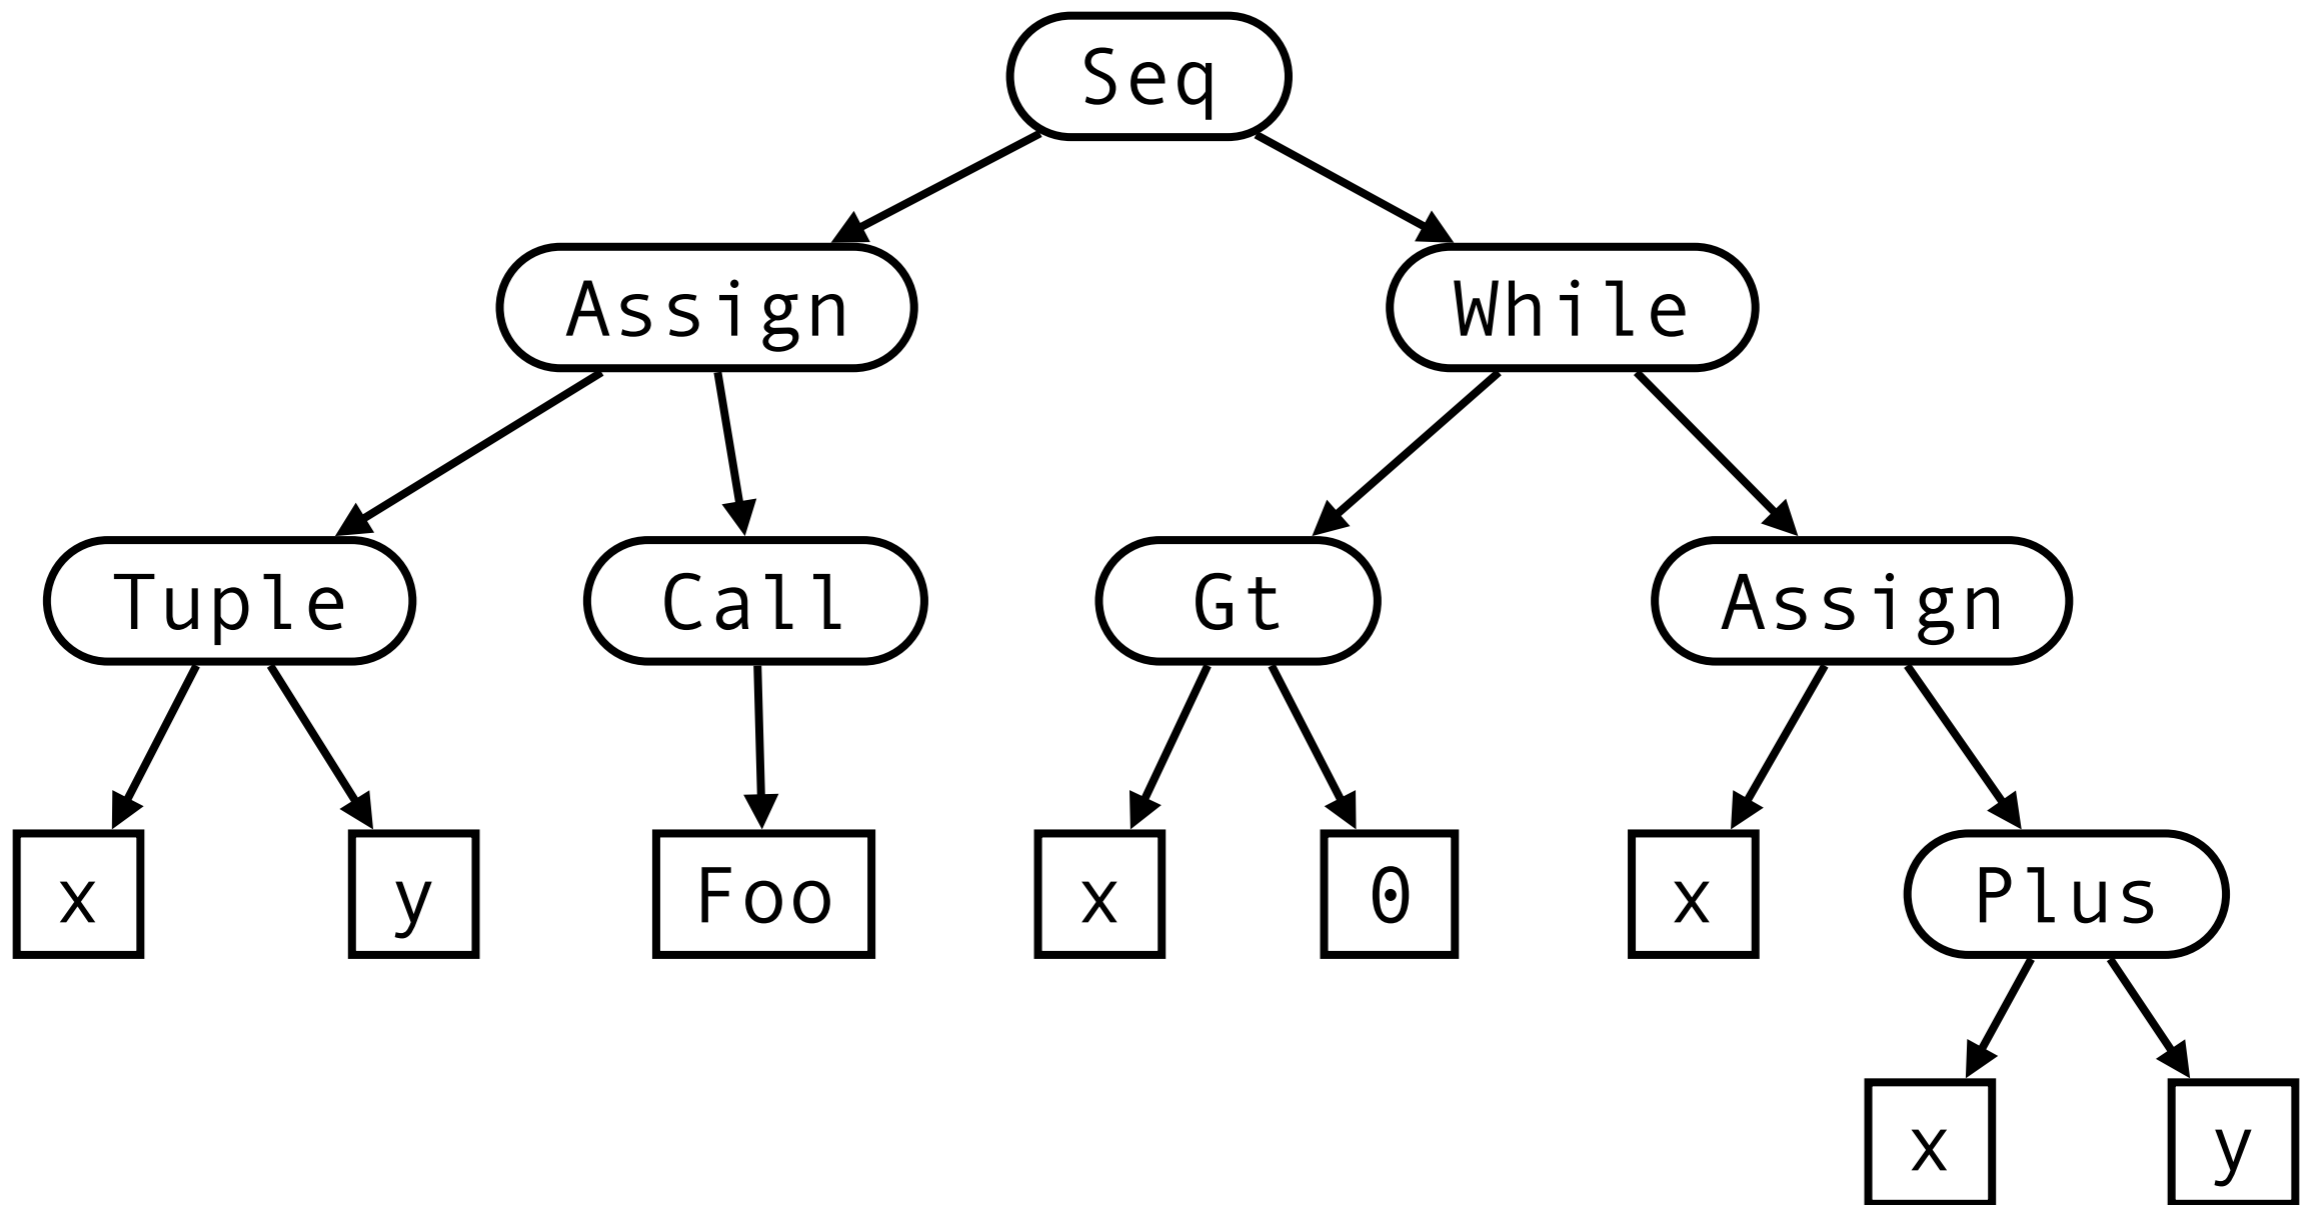 Seq
Assign While
Tuple Call Gt Assign
x y Foo x 0 x Plus
x y